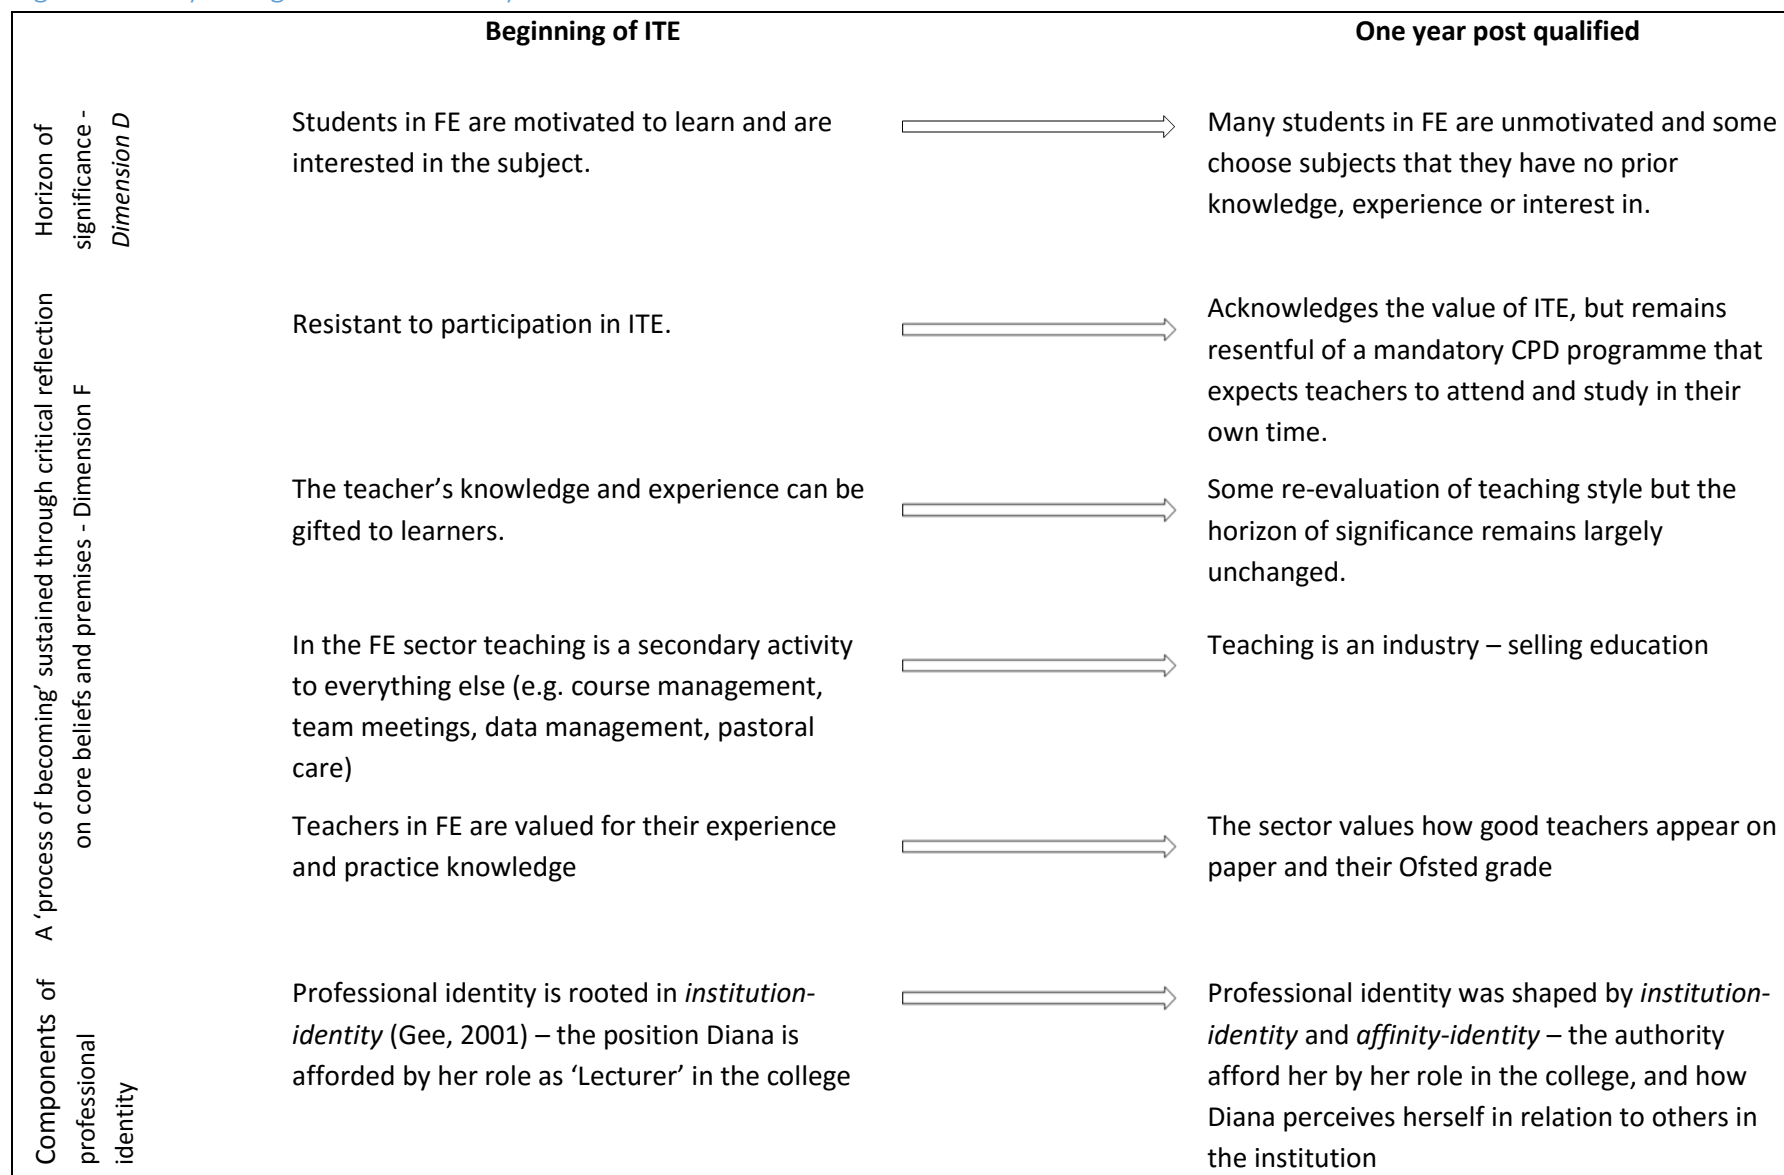 Beginning of ITE
One year post qualified
Horizon of
significance -
Dimension D
Students in FE are motivated to learn and are
interested in the subject.
Many students in FE are unmotivated and some
choose subjects that they have no prior
knowledge, experience or interest in.
A ‘process of becoming’ sustained through critical reflection
on core beliefs and premises - Dimension F
Resistant to participation in ITE.
Acknowledges the value of ITE, but remains
resentful of a mandatory CPD programme that
expects teachers to attend and study in their
own time.
The teacher’s knowledge and experience can be
gifted to learners.
Some re-evaluation of teaching style but the
horizon of significance remains largely
unchanged.
In the FE sector teaching is a secondary activity
to everything else (e.g. course management,
team meetings, data management, pastoral
care)
Teaching is an industry – selling education
Teachers in FE are valued for their experience
and practice knowledge
The sector values how good teachers appear on
paper and their Ofsted grade
Components of
professional
identity
Professional identity is rooted in institution-
identity (Gee, 2001) – the position Diana is
afforded by her role as ‘Lecturer’ in the college
Professional identity was shaped by institution-
identity and affinity-identity – the authority
afford her by her role in the college, and how
Diana perceives herself in relation to others in
the institution